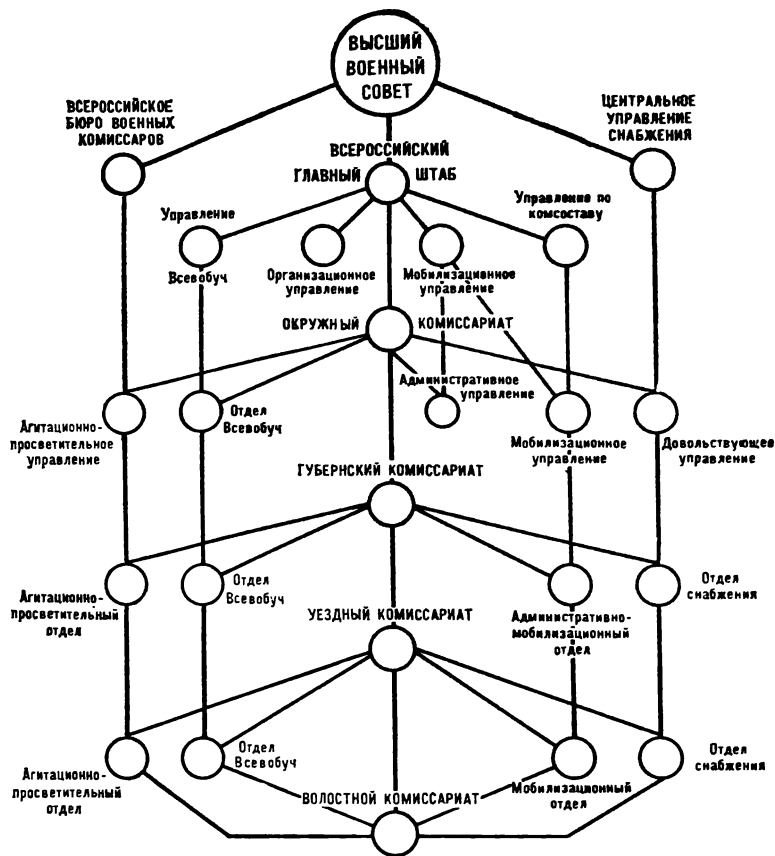 ВЫСШИЙ
ВОЕННЫЙ
СОВЕТ
ВСЕРОССИЙСКОЕ
БЮРО ВОЕННЫХ
КОМИССАРОВ
ЦЕНТРАЛЬНОЕ
УПРАВЛЕНИЕ
СНАБЖЕНИЯ
ВСЕРОССИЙСКИЙ
ГЛАВНЫЙ ШТАБ
Управление
Всевобуч
Организационное
управление
Мобилизационное
управление
Управление по
комсоставу
ОКРУЖНЫЙ КОМИССАРИАТ
Агитационно-
просветительное
управление
Отдел
Всевобуч
Административное
управление
Мобилизационное
управление
Довольствующее
управление
ГУБЕРНСКИЙ КОМИССАРИАТ
Агитационно-
просветительный
отдел
Отдел
Всевобуч
Административно-
мобилизационный
отдел
Отдел
снабжения
УЕЗДНЫЙ КОМИССАРИАТ
Агитационно-
просветительный
отдел
Отдел
Всевобуч
Мобилизационный
отдел
Отдел
снабжения
ВОЛОСТНОЙ КОМИССАРИАТ